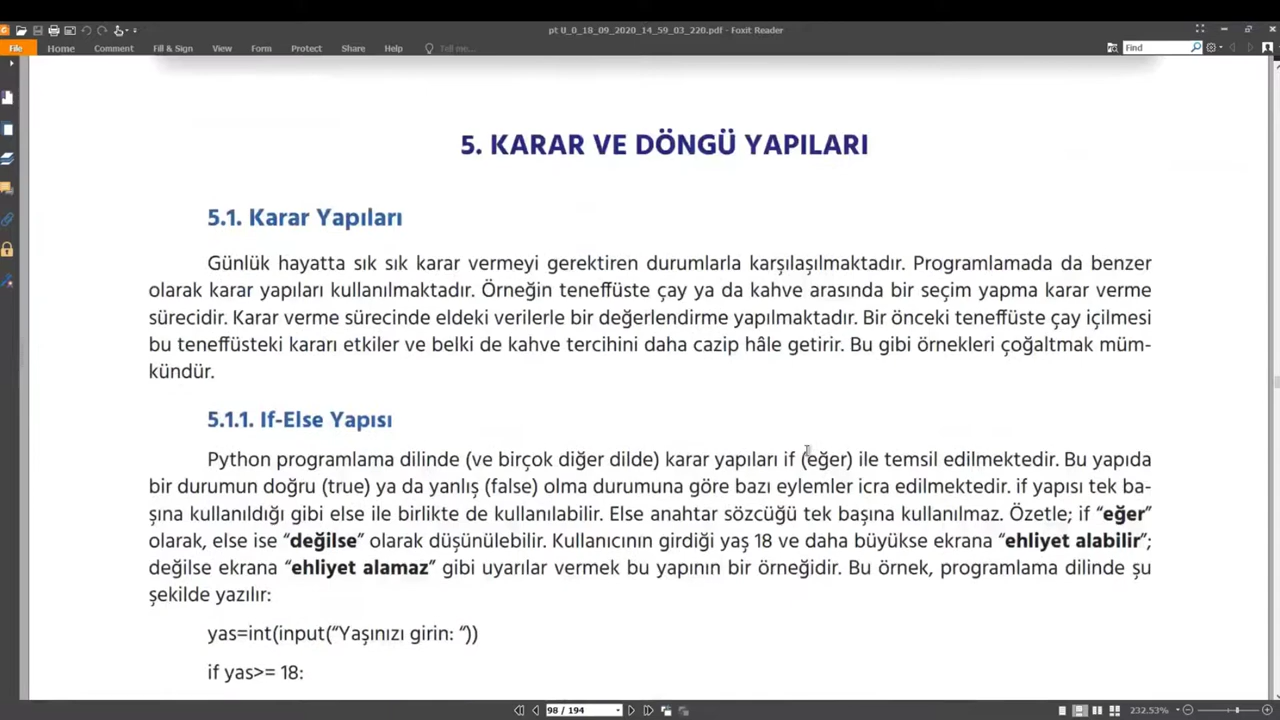 pt U_0_18_09_2020_14_59_03_220.pdf - Foxit Reader
File Home Comment Fill & Sign View Form Protect Share Help Tell me... Find
5. KARAR VE DÖNGÜ YAPILARI
5.1. Karar Yapıları
Günlük hayatta sık sık karar vermeyi gerektiren durumlarla karşılaşılmaktadır. Programlamada da benzer
olarak karar yapıları kullanılmaktadır. Örneğin teneffüste çay ya da kahve arasında bir seçim yapma karar verme
sürecidir. Karar verme sürecinde eldeki verilerle bir değerlendirme yapılmaktadır. Bir önceki teneffüste çay içilmesi
bu teneffüsteki kararı etkiler ve belki de kahve tercihini daha cazip hâle getirir. Bu gibi örnekleri çoğaltmak müm-
kündür.
5.1.1. If-Else Yapısı
Python programlama dilinde (ve birçok diğer dilde) karar yapıları if (eğer) ile temsil edilmektedir. Bu yapıda
bir durumun doğru (true) ya da yanlış (false) olma durumuna göre bazı eylemler icra edilmektedir. if yapısı tek ba-
şına kullanıldığı gibi else ile birlikte de kullanılabilir. Else anahtar sözcüğü tek başına kullanılmaz. Özetle; if “eğer”
olarak, else ise “değilse” olarak düşünülebilir. Kullanıcının girdiği yaş 18 ve daha büyükse ekrana “ehliyet alabilir”;
değilse ekrana “ehliyet alamaz” gibi uyarılar vermek bu yapının bir örneğidir. Bu örnek, programlama dilinde şu
şekilde yazılır:
yas=int(input(“Yaşınızı girin: “))
if yas>= 18:
98 / 194 232.53%